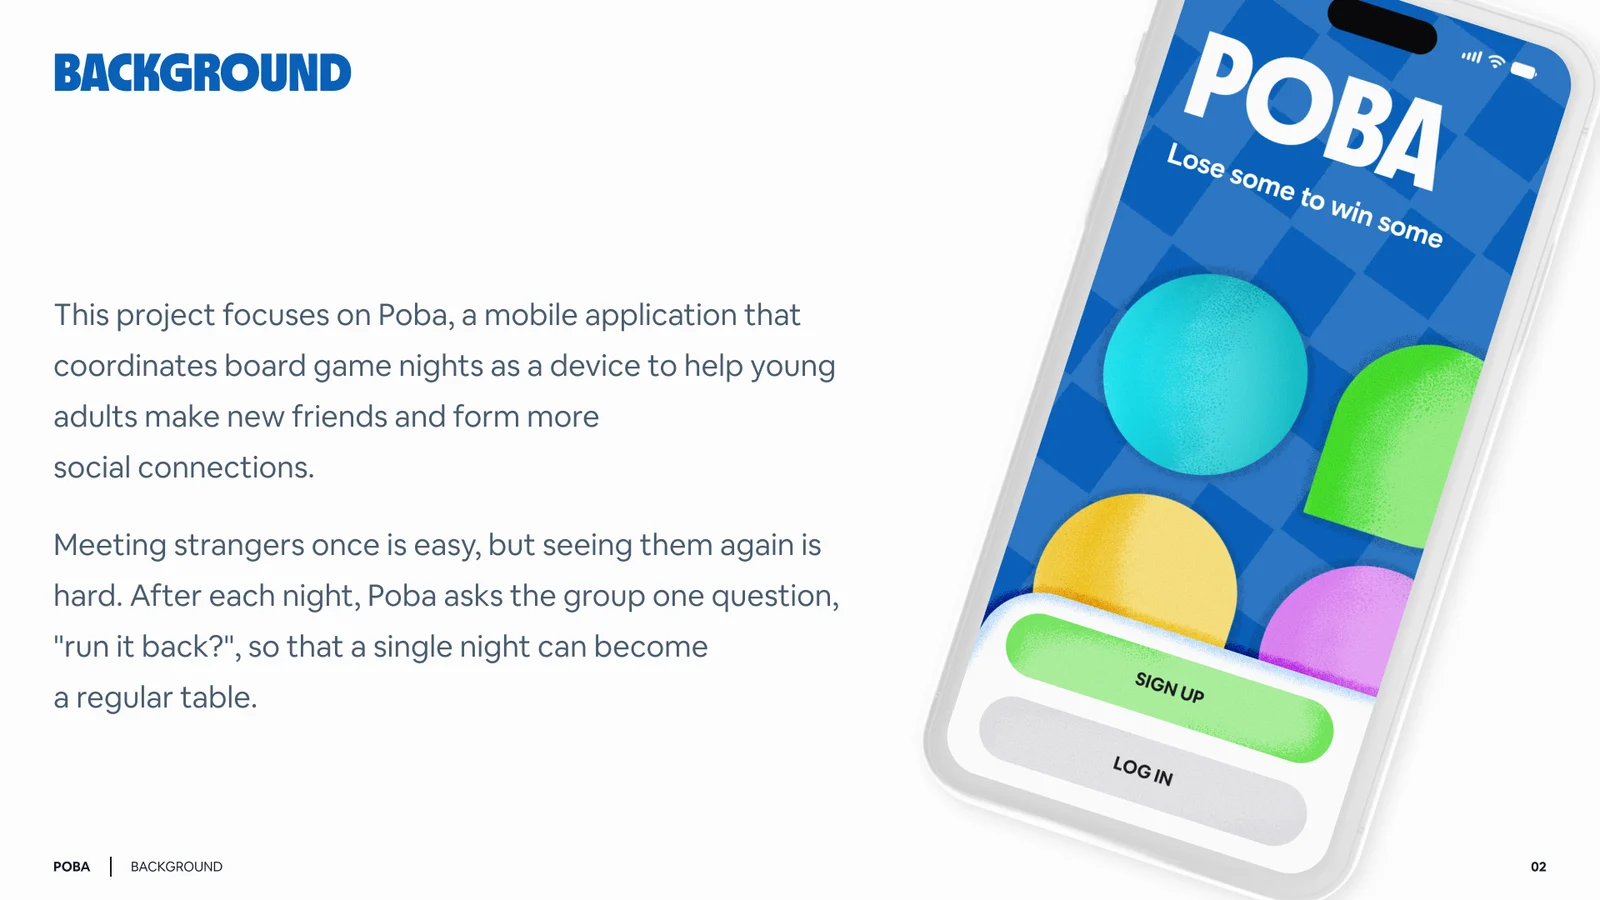 BACKGROUND
This project focuses on Poba, a mobile application that
coordinates board game nights as a device to help young
adults make new friends and form more
social connections.
Meeting strangers once is easy, but seeing them again is
hard. After each night, Poba asks the group one question,
"run it back?", so that a single night can become
a regular table.
POBA
Lose some to win some
SIGN UP
LOG IN
POBA | BACKGROUND
02